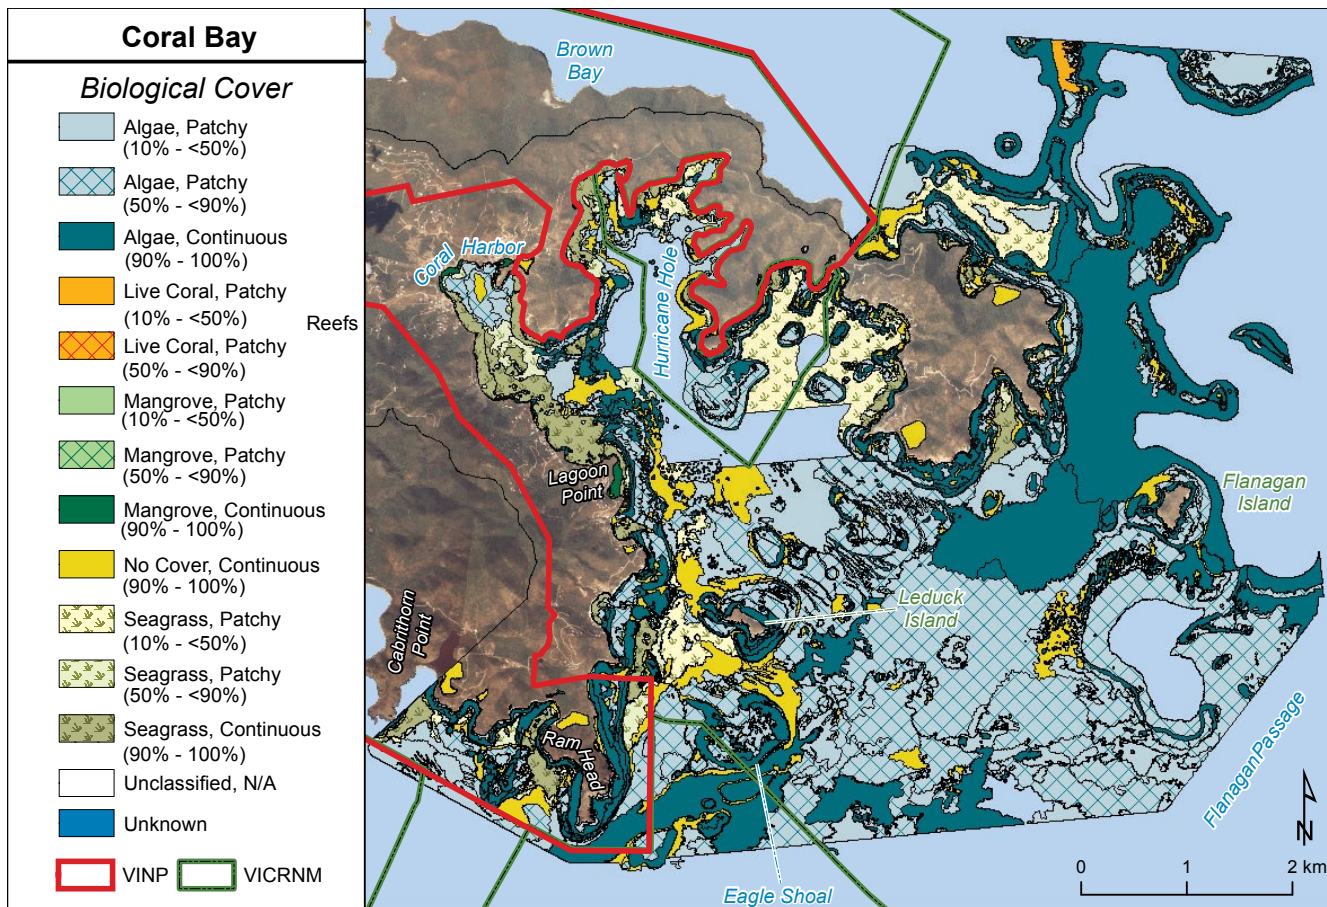 Coral Bay
Biological Cover
Algae, Patchy
(10% - <50%)
Algae, Patchy
(50% - <90%)
Algae, Continuous
(90% - 100%)
Live Coral, Patchy
(10% - <50%)
Reefs
Live Coral, Patchy
(50% - <90%)
Mangrove, Patchy
(10% - <50%)
Mangrove, Patchy
(50% - <90%)
Mangrove, Continuous
(90% - 100%)
No Cover, Continuous
(90% - 100%)
Seagrass, Patchy
(10% - <50%)
Seagrass, Patchy
(50% - <90%)
Seagrass, Continuous
(90% - 100%)
Unclassified, N/A
Unknown
VINP
VICRNM
Brown
Bay
Coral Harbor
Hurricane Hole
Lagoon
Point
Cabrithorn
Point
Ram
Head
Leduck
Island
Flanagan
Island
FlanaganPassage
Eagle Shoal
N
0 1 2 km